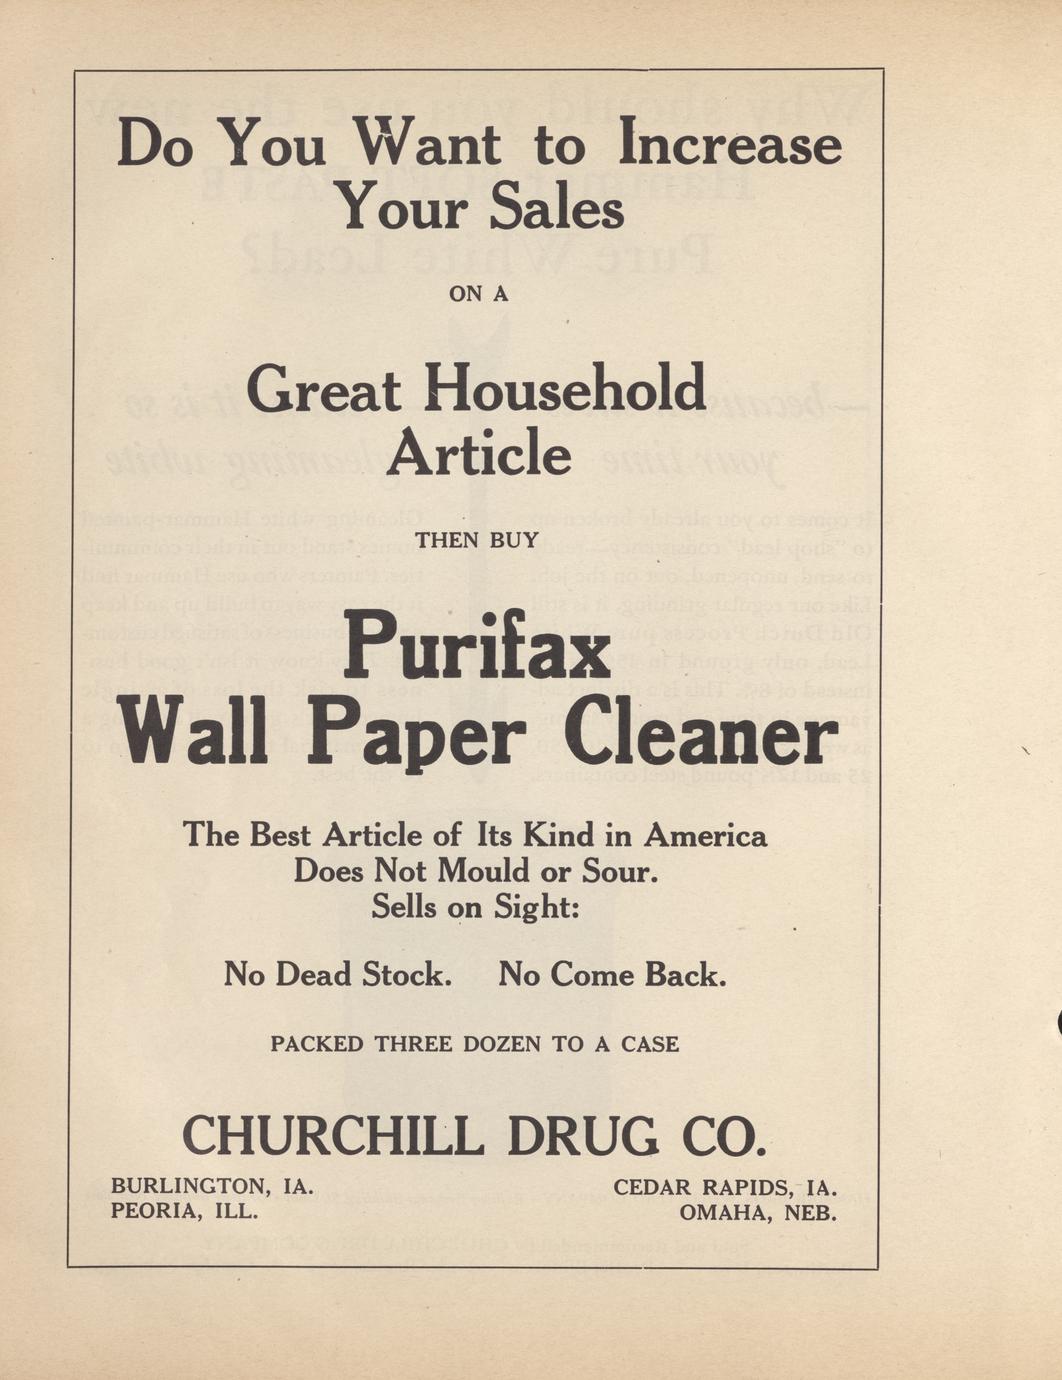 Do You Want to Increase
Your Sales
ON A
Great Household
Article
THEN BUY
Purifax
Wall Paper Cleaner
The Best Article of Its Kind in America
Does Not Mould or Sour.
Sells on Sight:
No Dead Stock. No Come Back.
PACKED THREE DOZEN TO A CASE
CHURCHILL DRUG CO.
BURLINGTON, IA. CEDAR RAPIDS, IA.
PEORIA, ILL. OMAHA, NEB.